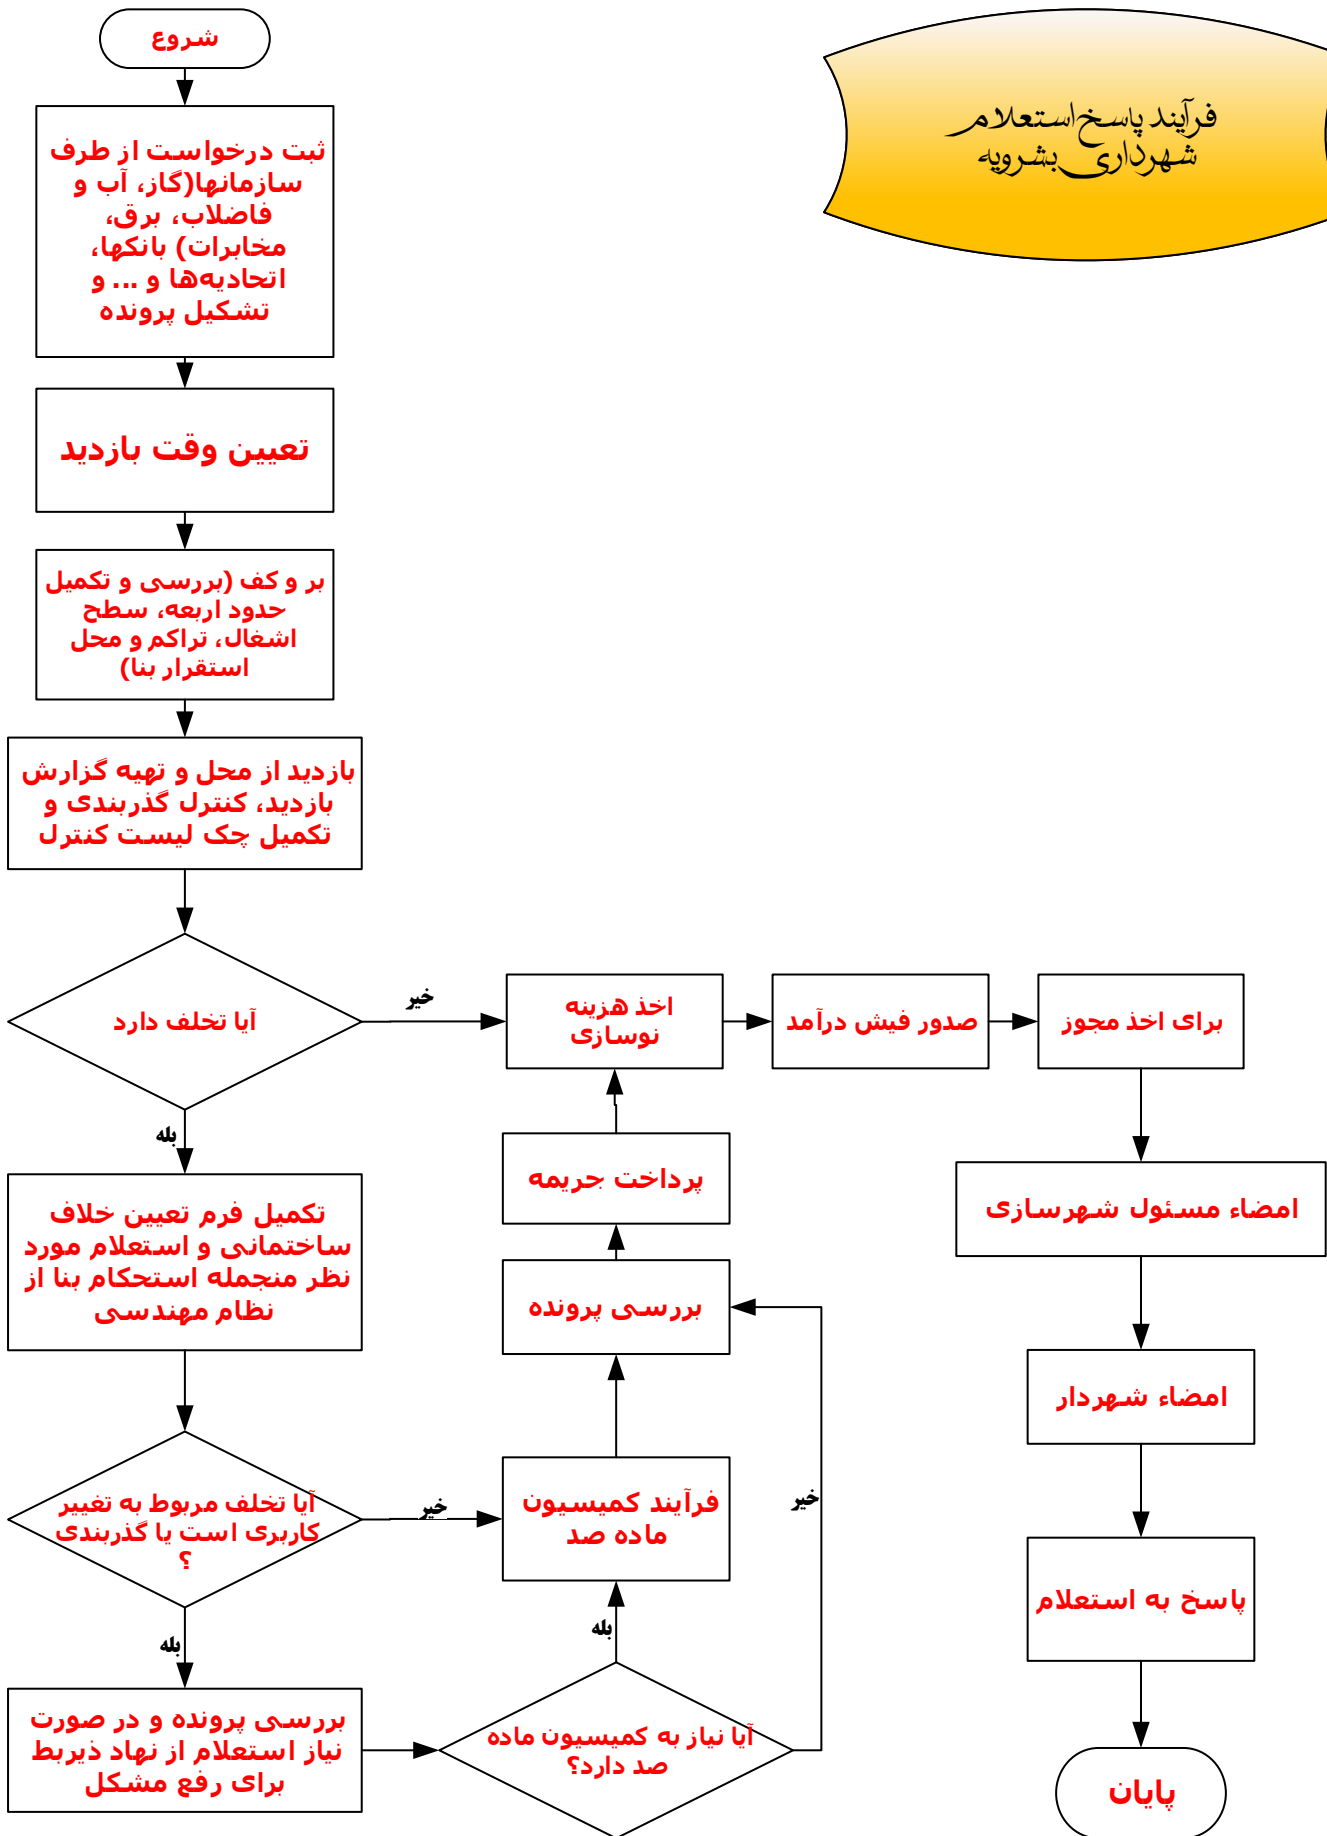 فرآیند پاسخ استعلام
شهرداری بشرویه
شروع
ثبت درخواست از طرف
سازمانها(گاز، آب و
فاضلاب، برق،
مخابرات) بانکها،
اتحادیه‌ها و ... و
تشکیل پرونده
تعیین وقت بازدید
بر و کف (بررسی و تکمیل
حدود اربعه، سطح
اشغال، تراکم و محل
استقرار بنا)
بازدید از محل و تهیه گزارش
بازدید، کنترل گذربندی و
تکمیل چک لیست کنترل
آیا تخلف دارد
خیر
بله
اخذ هزینه
نوسازی
صدور فیش درآمد
برای اخذ مجوز
پرداخت جریمه
امضاء مسئول شهرسازی
تکمیل فرم تعیین خلاف
ساختمانی و استعلام مورد
نظر منجمله استحکام بنا از
نظام مهندسی
بررسی پرونده
امضاء شهردار
آیا تخلف مربوط به تغییر
کاربری است یا گذربندی
؟
خیر
بله
فرآیند کمیسیون
ماده صد
خیر
بله
پاسخ به استعلام
بررسی پرونده و در صورت
نیاز استعلام از نهاد ذیربط
برای رفع مشکل
آیا نیاز به کمیسیون ماده
صد دارد؟
پایان